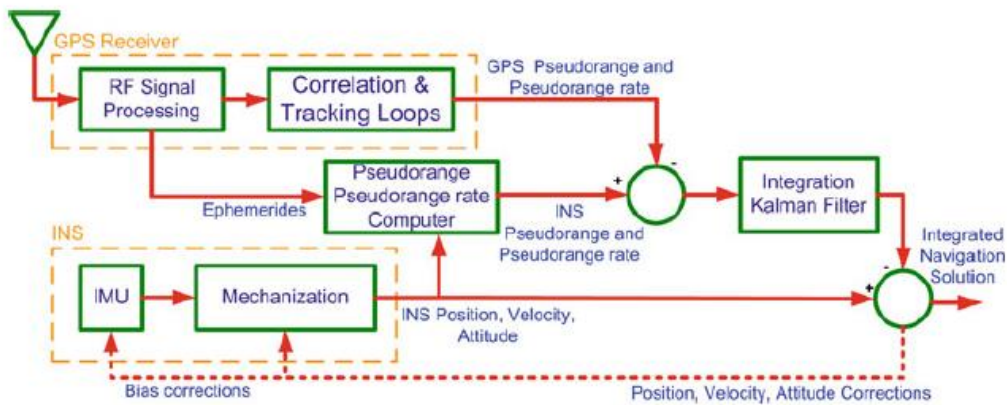 GPS Receiver
RF Signal
Processing
Correlation &
Tracking Loops
GPS Pseudorange and
Pseudorange rate
Ephemerides
Pseudorange
Pseudorange rate
Computer
+
-
INS
Pseudorange and
Pseudorange rate
Integration
Kalman Filter
INS
IMU
Mechanization
INS Position, Velocity,
Attitude
-
+
Integrated
Navigation
Solution
Bias corrections
Position, Velocity, Attitude Corrections